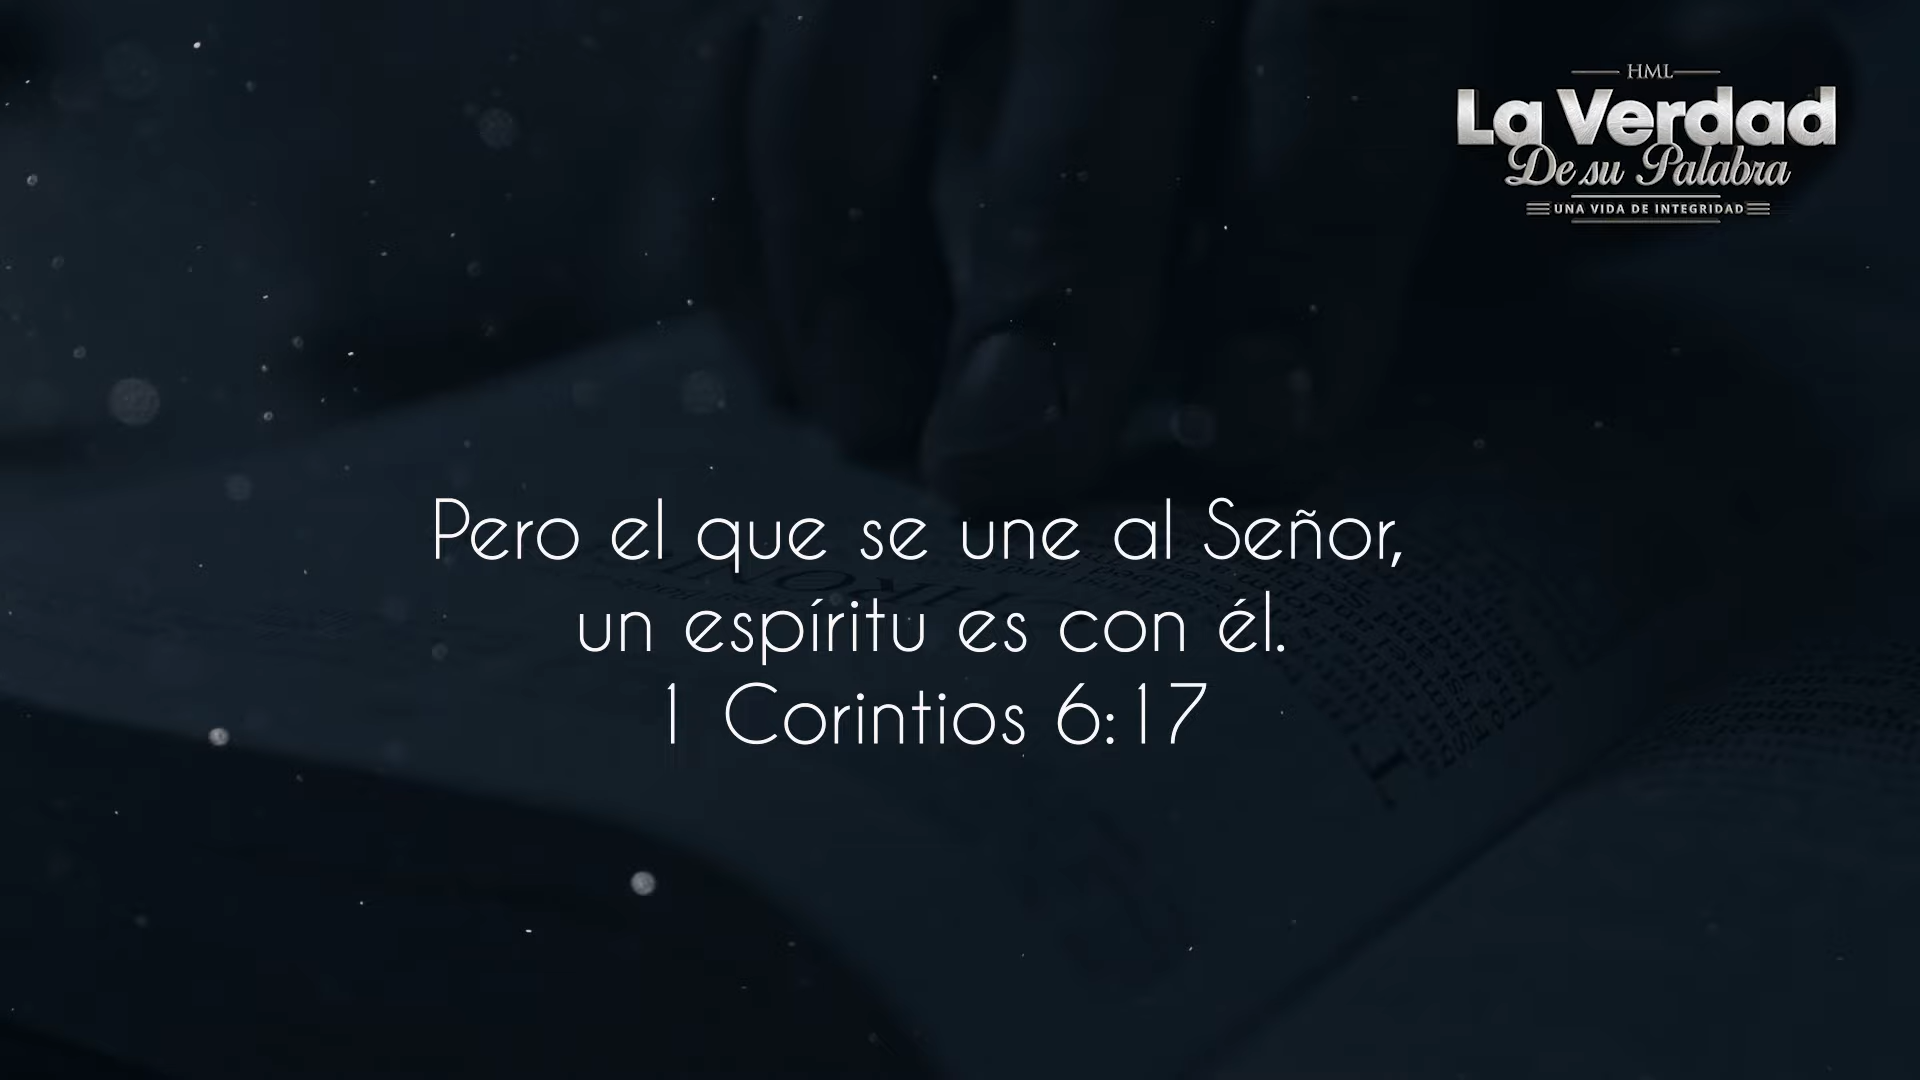 HML
La Verdad
De su Palabra
UNA VIDA DE INTEGRIDAD
Pero el que se une al Señor,
un espíritu es con él.
1 Corintios 6:17